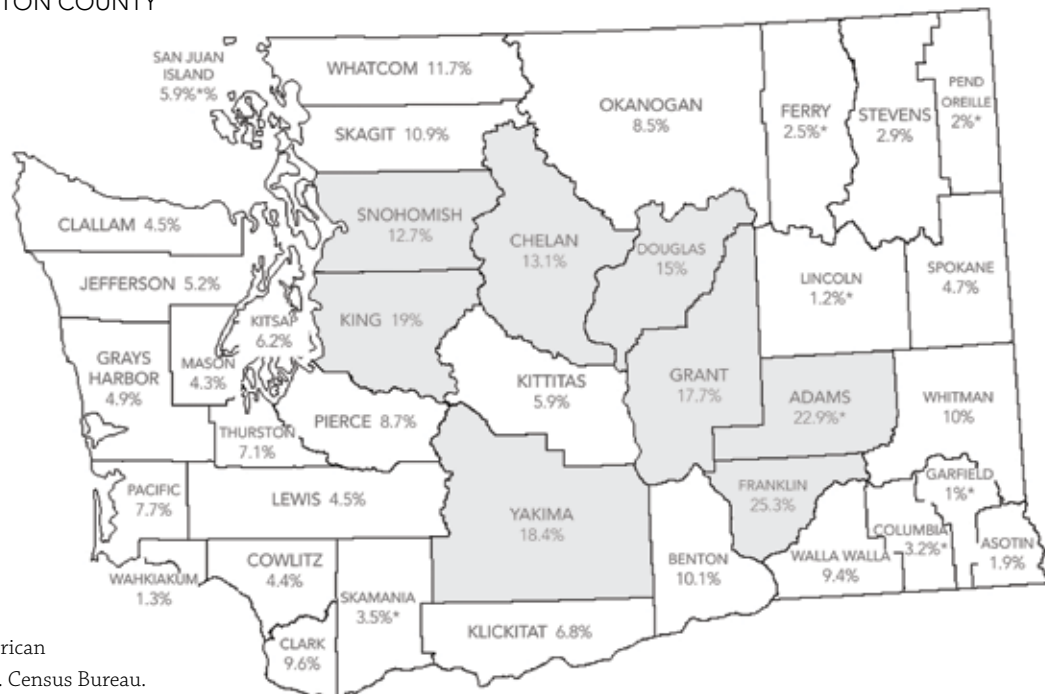 TON COUNTY
SAN JUAN
ISLAND
5.9%*%
WHATCOM 11.7%
SKAGIT 10.9%
OKANOGAN
8.5%
FERRY
2.5%*
STEVENS
2.9%
PEND
OREILLE
2%*
CLALLAM 4.5%
SNOHOMISH
12.7%
CHELAN
13.1%
DOUGLAS
15%
JEFFERSON 5.2%
LINCOLN
1.2%*
SPOKANE
4.7%
KITSAP
6.2%
KING 19%
GRAYS
HARBOR
4.9%
MASON
4.3%
KITTITAS
5.9%
GRANT
17.7%
ADAMS
22.9%*
WHITMAN
10%
THURSTON
7.1%
PIERCE 8.7%
PACIFIC
7.7%
LEWIS 4.5%
YAKIMA
18.4%
FRANKLIN
25.3%
GARFIELD
1%*
BENTON
10.1%
WALLA WALLA
9.4%
COLUMBIA
3.2%*
ASOTIN
1.9%
WAHKIAKUM
1.3%
COWLITZ
4.4%
SKAMANIA
3.5%*
KLICKITAT 6.8%
CLARK
9.6%
rican
. Census Bureau.